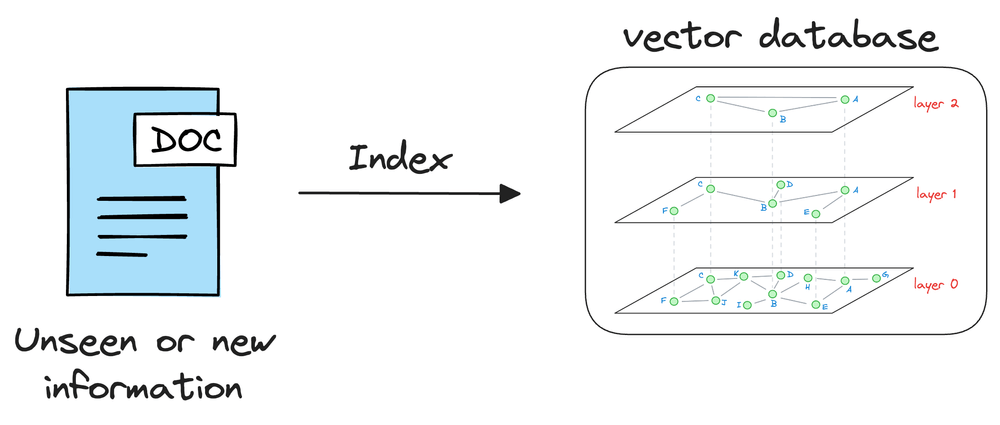 vector database
DOC
Index
Unseen or new
information
C
A
B
layer 2
C
D
A
F
B
E
layer 1
C
K
D
H
A
G
F
J
I
B
E
layer 0